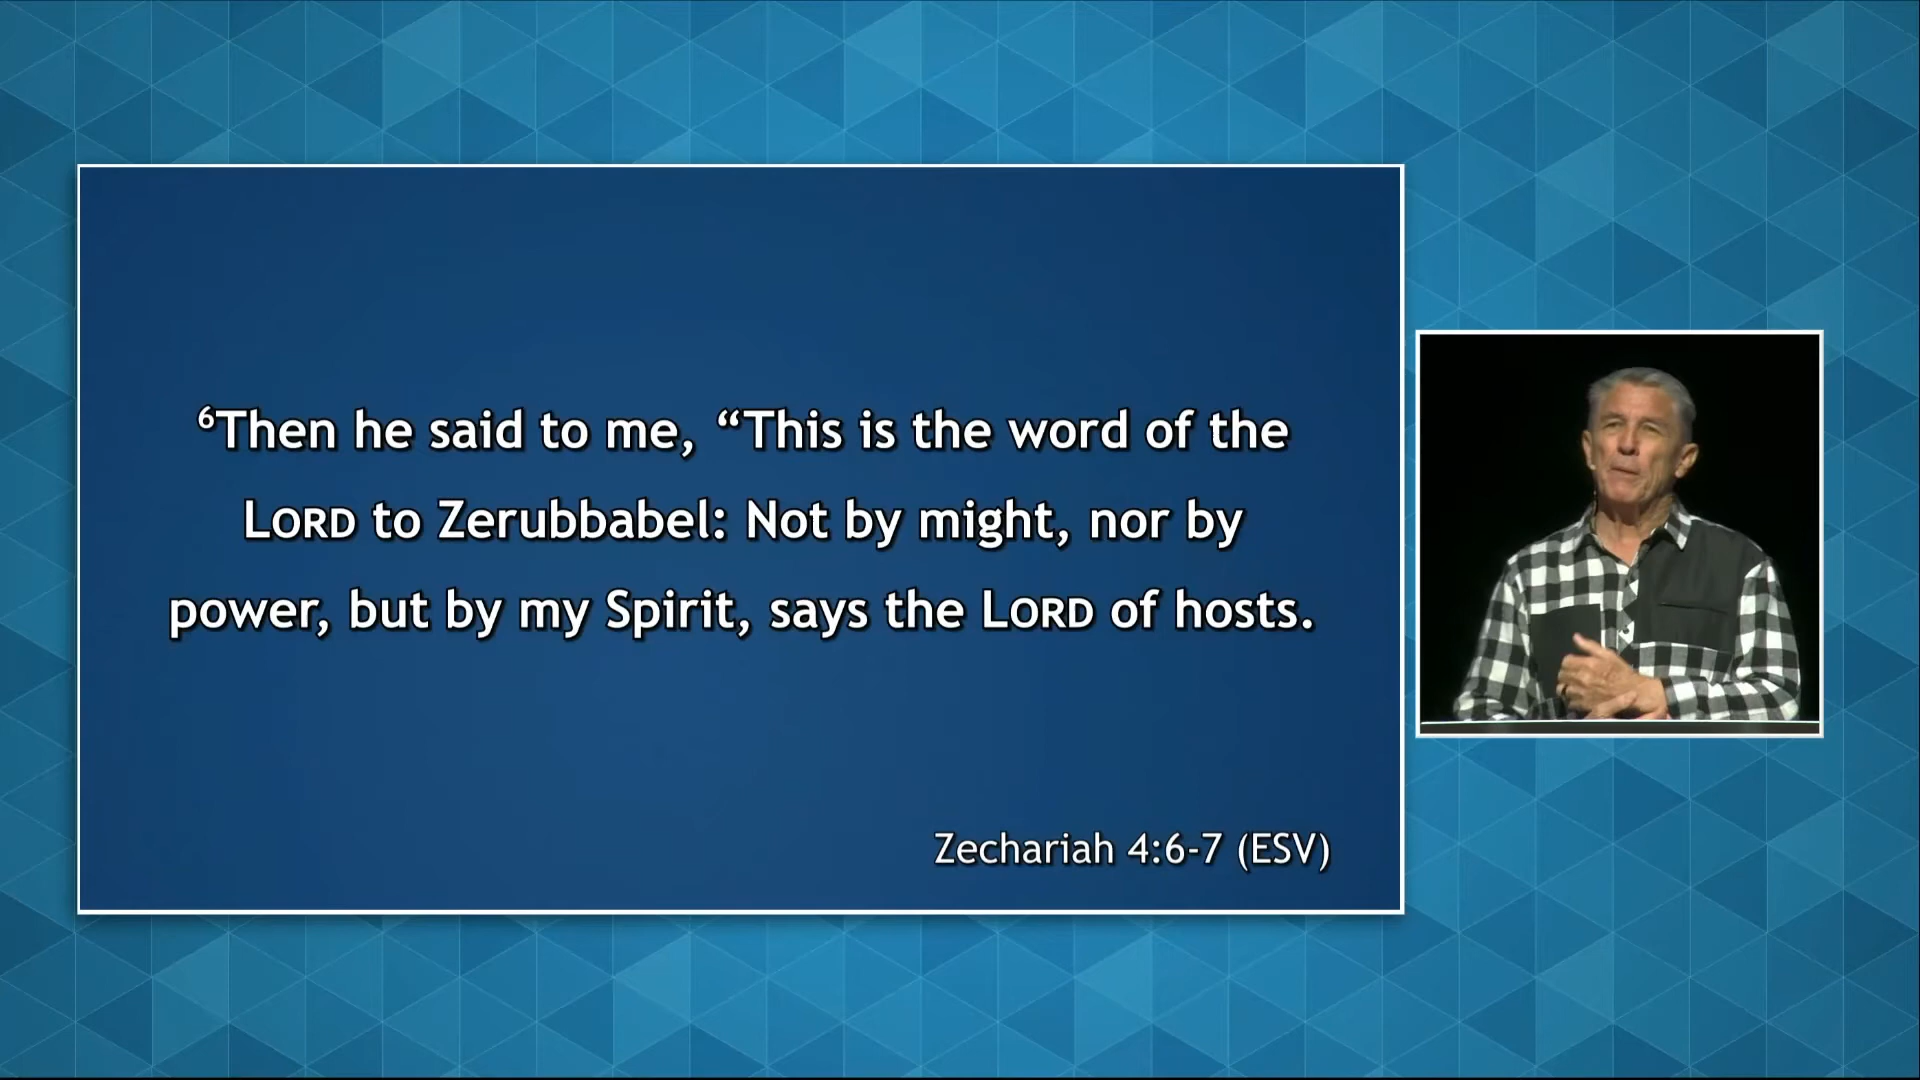 ⁶Then he said to me, “This is the word of the
LORD to Zerubbabel: Not by might, nor by
power, but by my Spirit, says the LORD of hosts.
Zechariah 4:6-7 (ESV)